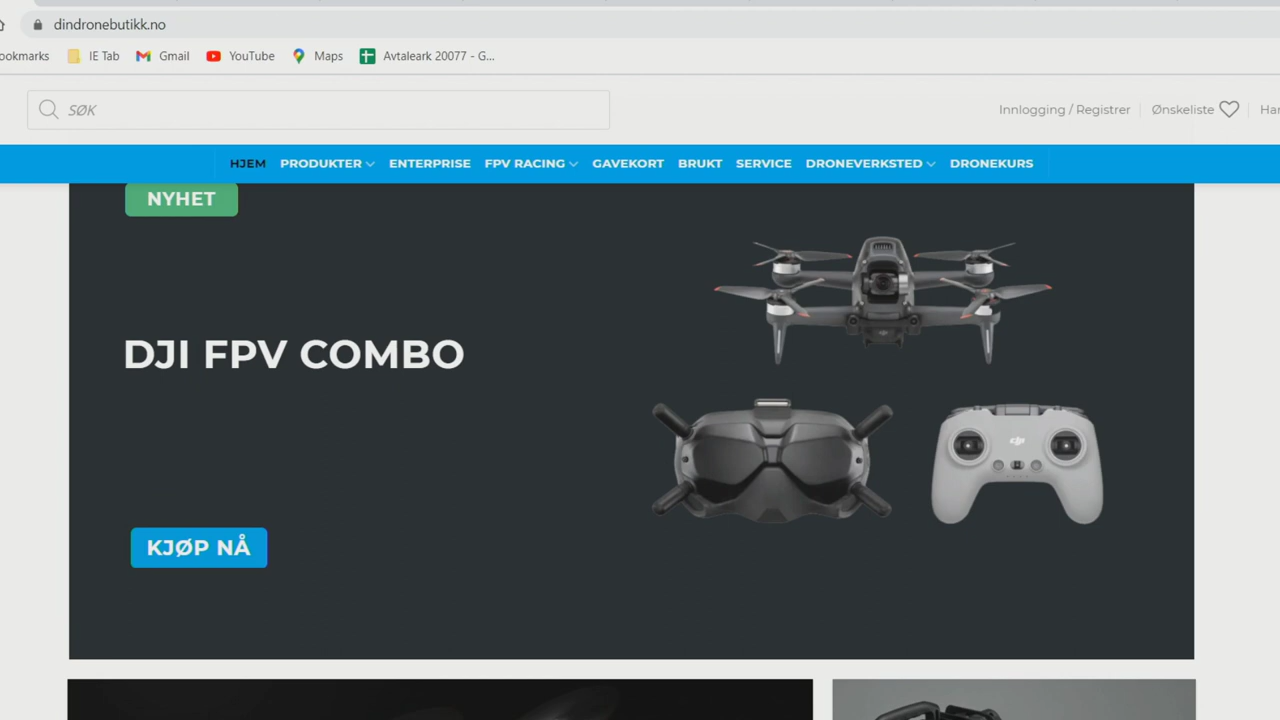 dindronebutikk.no
ookmarks IE Tab Gmail YouTube Maps Avtaleark 20077 - G...
SØK
Innlogging / Registrer Ønskeliste
HJEM PRODUKTER ENTERPRISE FPV RACING GAVEKORT BRUKT SERVICE DRONEVERKSTED DRONEKURS
NYHET
DJI FPV COMBO
KJØP NÅ
dji